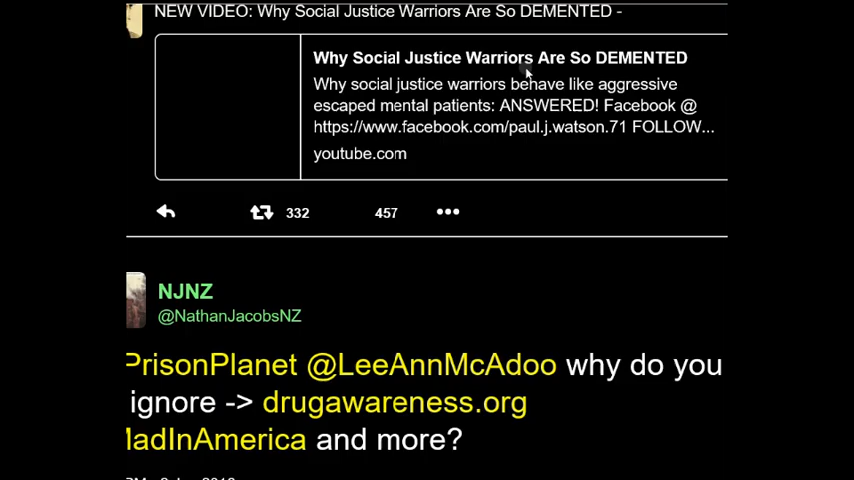 NEW VIDEO: Why Social Justice Warriors Are So DEMENTED -
Why Social Justice Warriors Are So DEMENTED
Why social justice warriors behave like aggressive
escaped mental patients: ANSWERED! Facebook @
https://www.facebook.com/paul.j.watson.71 FOLLOW...
youtube.com
332 457
NJNZ
@NathanJacobsNZ
PrisonPlanet @LeeAnnMcAdoo why do you
ignore -> drugawareness.org
MadInAmerica and more?